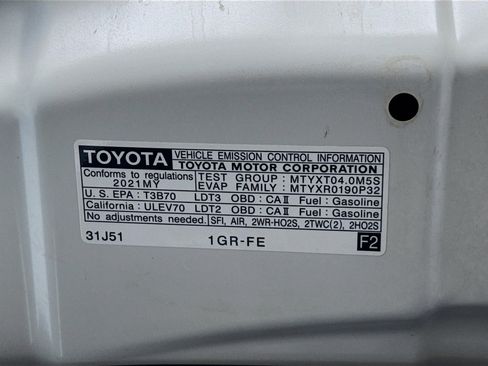 TOYOTA VEHICLE EMISSION CONTROL INFORMATION
TOYOTA MOTOR CORPORATION
Conforms to regulations
2021MY
TEST GROUP : MTYXT04.0M5S
EVAP FAMILY : MTYXR0190P32
U.S. EPA : T3B70 LDT3 OBD : CAⅡ Fuel : Gasoline
California : ULEV70 LDT2 OBD : CAⅡ Fuel : Gasoline
No adjustments needed. SFI, AIR, 2WR-HO2S, 2TWC(2), 2HO2S
31J51 1GR-FE F2